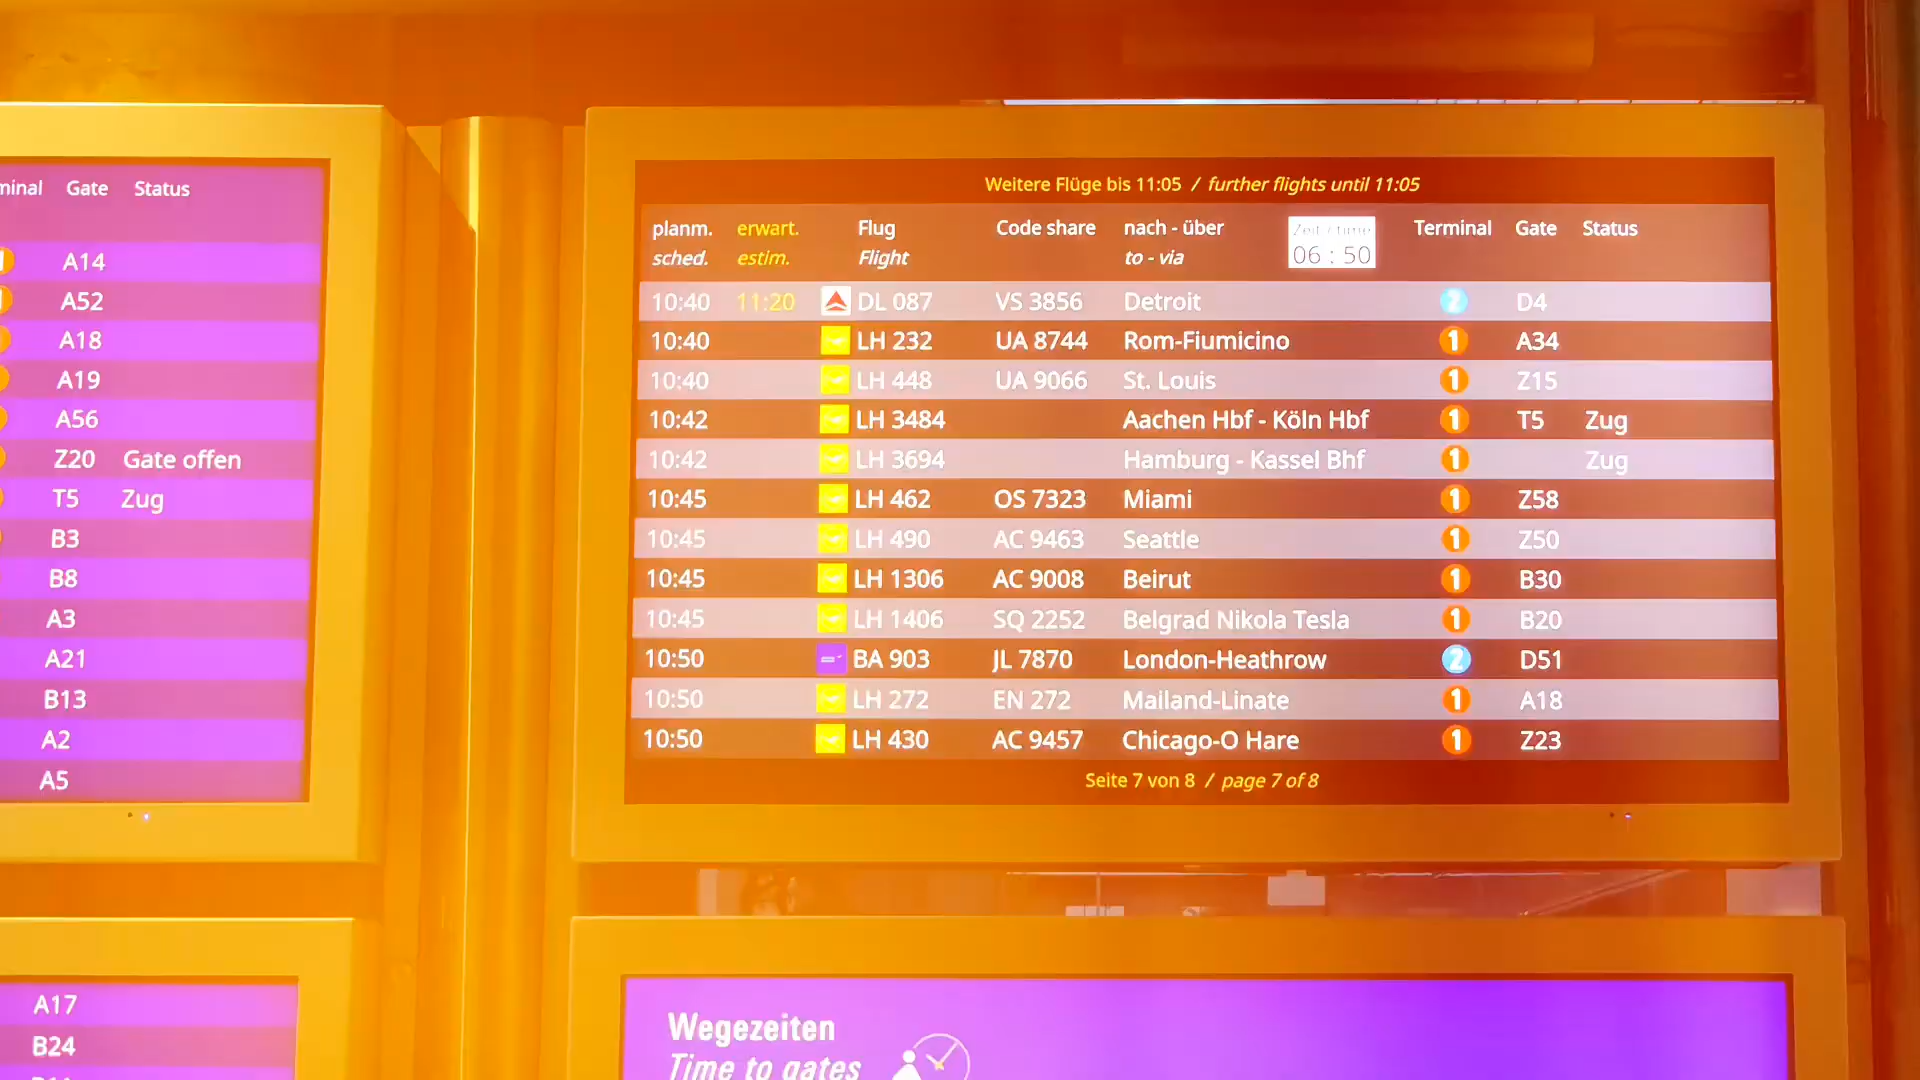 Gate Status
A14
A52
A18
A19
A56
Z20 Gate offen
T5 Zug
B3
B8
A3
A21
B13
A2
A5
A17
B24
Weitere Flüge bis 11:05 / further flights until 11:05
planm. erwart. Flug Code share nach - über Zeit / time Terminal Gate Status
sched. estim. Flight to - via 06 : 50
10:40 11:20 DL 087 VS 3856 Detroit 2 D4
10:40 LH 232 UA 8744 Rom-Fiumicino 1 A34
10:40 LH 448 UA 9066 St. Louis 1 Z15
10:42 LH 3484 Aachen Hbf - Köln Hbf 1 T5 Zug
10:42 LH 3694 Hamburg - Kassel Bhf 1 Zug
10:45 LH 462 OS 7323 Miami 1 Z58
10:45 LH 490 AC 9463 Seattle 1 Z50
10:45 LH 1306 AC 9008 Beirut 1 B30
10:45 LH 1406 SQ 2252 Belgrad Nikola Tesla 1 B20
10:50 BA 903 JL 7870 London-Heathrow 2 D51
10:50 LH 272 EN 272 Mailand-Linate 1 A18
10:50 LH 430 AC 9457 Chicago-O Hare 1 Z23
Seite 7 von 8 / page 7 of 8
Wegezeiten
Time to gates